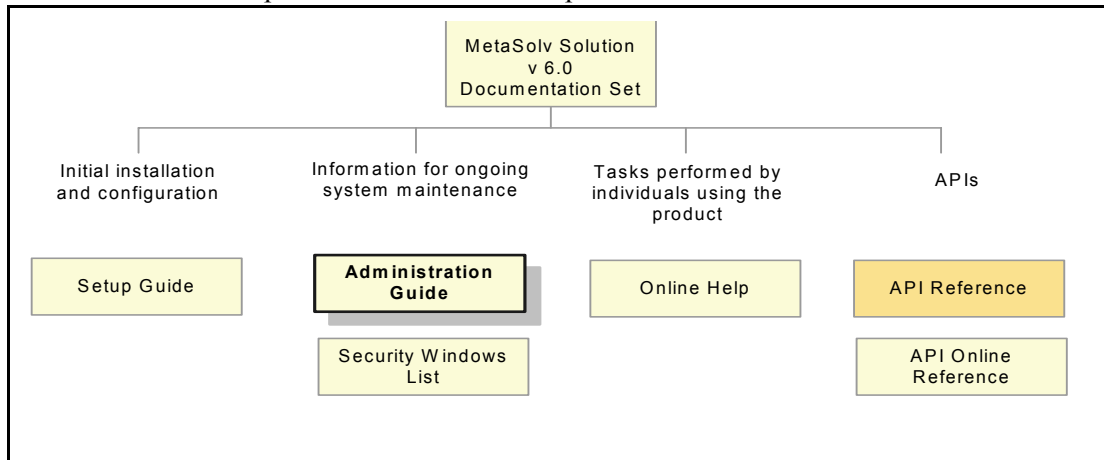 MetaSolv Solution
v 6.0
Documentation Set
Initial installation
and configuration
Information for ongoing
system maintenance
Tasks performed by
individuals using the
product
APIs
Setup Guide
Administration
Guide
Online Help
API Reference
Security Windows
List
API Online
Reference